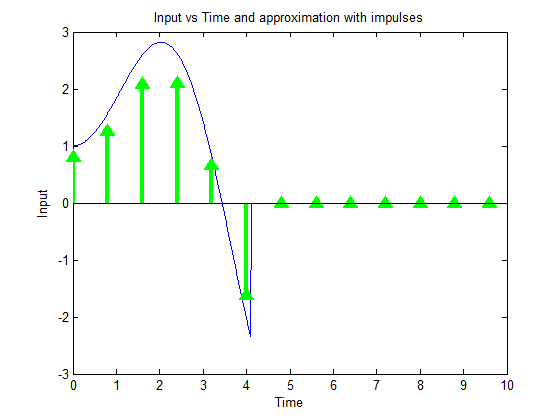 Input vs Time and approximation with impulses
3
2
1
0
-1
-2
-3
Input
0 1 2 3 4 5 6 7 8 9 10
Time